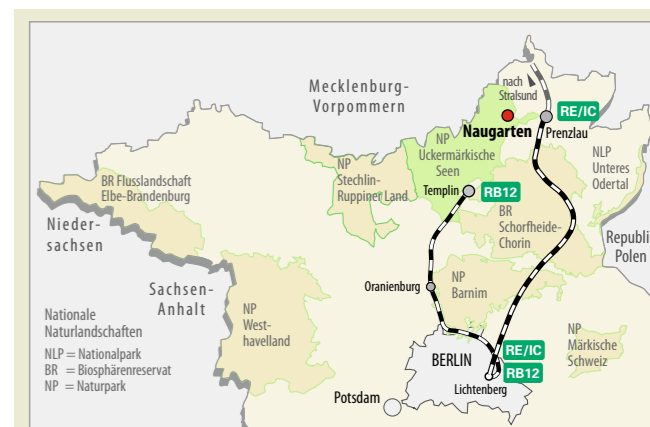 Mecklenburg-
Vorpommern
nach
Stralsund
RE/IC
Naugarten
Prenzlau
NP
Uckermärkische
Seen
NP
Stechlin-
Ruppiner Land
NLP
Unteres
Odertal
BR Flusslandschaft
Elbe-Brandenburg
Templin
RB12
BR
Schorfheide-
Chorin
Nieder-
sachsen
Republi
Polen
Sachsen-
Anhalt
Oranienburg
NP
Barnim
Nationale
Naturlandschaften
NP
West-
havelland
NLP = Nationalpark
BR = Biosphärenreservat
NP = Naturpark
NP
Märkische
Schweiz
BERLIN
RE/IC
RB12
Lichtenberg
Potsdam